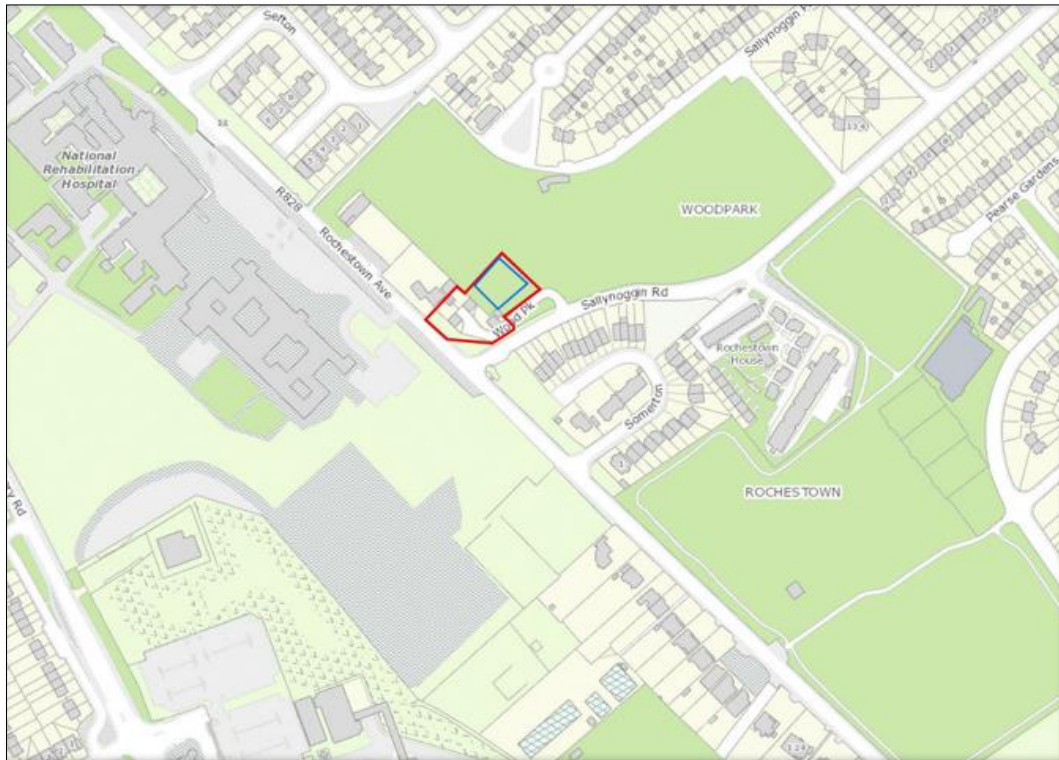 Sefton
Sallynoggin
National
Rehabilitation
Hospital
R828
Rochestown Ave
WOODPARK
Pearse Gardens
Wood Pk
Sallynoggin Rd
Rochestown
House
Somerton
ROCHESTOWN
Rd